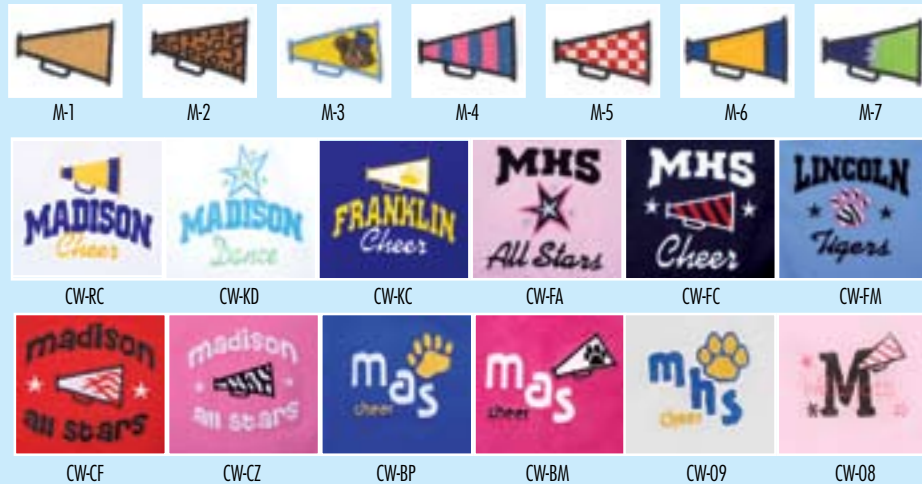 M-1 M-2 M-3 M-4 M-5 M-6 M-7
MADISON
Cheer
MADISON
Dance
FRANKLIN
Cheer
MHS
All Stars
MHS
Cheer
LINCOLN
Tigers
CW-RC CW-KD CW-KC CW-FA CW-FC CW-FM
madison
all stars
madison
all stars
mas
cheer
mas
cheer
mhs
Cheer
M
CW-CF CW-CZ CW-BP CW-BM CW-09 CW-08